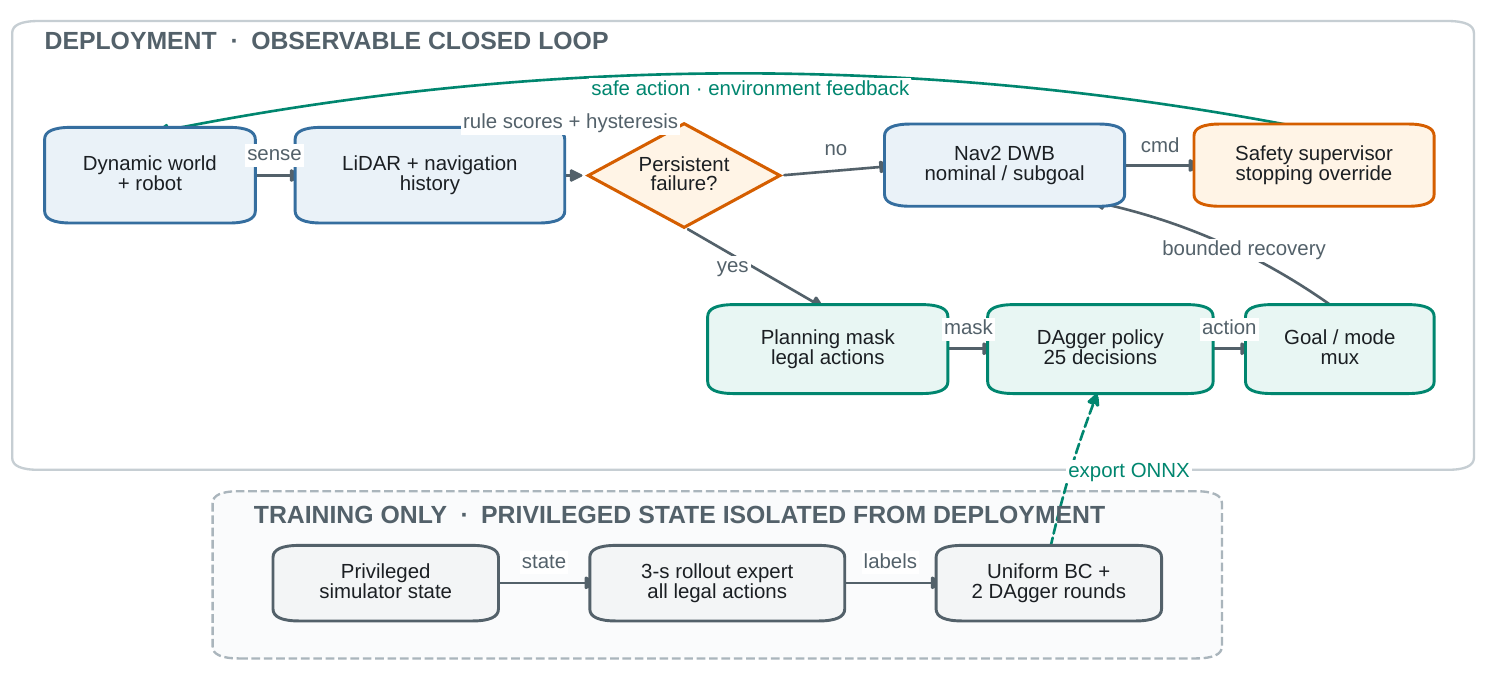 DEPLOYMENT · OBSERVABLE CLOSED LOOP
safe action · environment feedback
rule scores + hysteresis
Dynamic world
+ robot
sense
LiDAR + navigation
history
Persistent
failure?
no
Nav2 DWB
nominal / subgoal
cmd
Safety supervisor
stopping override
yes
bounded recovery
Planning mask
legal actions
mask
DAgger policy
25 decisions
action
Goal / mode
mux
export ONNX
TRAINING ONLY · PRIVILEGED STATE ISOLATED FROM DEPLOYMENT
Privileged
simulator state
state
3-s rollout expert
all legal actions
labels
Uniform BC +
2 DAgger rounds